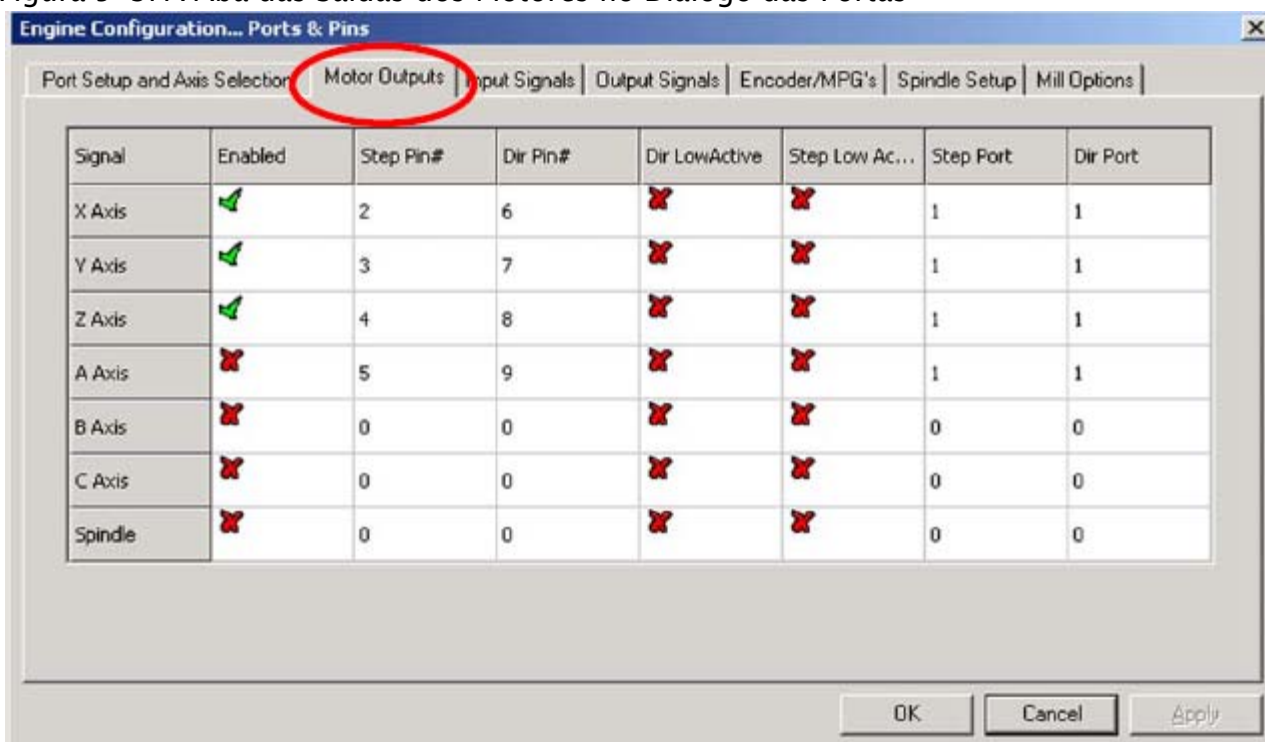 Engine Configuration... Ports & Pins
Port Setup and Axis Selection Motor Outputs Input Signals Output Signals Encoder/MPG's Spindle Setup Mill Options
Signal Enabled Step Pin# Dir Pin# Dir LowActive Step Low Ac... Step Port Dir Port
X Axis 2 6 1 1
Y Axis 3 7 1 1
Z Axis 4 8 1 1
A Axis 5 9 1 1
B Axis 0 0 0 0
C Axis 0 0 0 0
Spindle 0 0 0 0
OK Cancel Apply